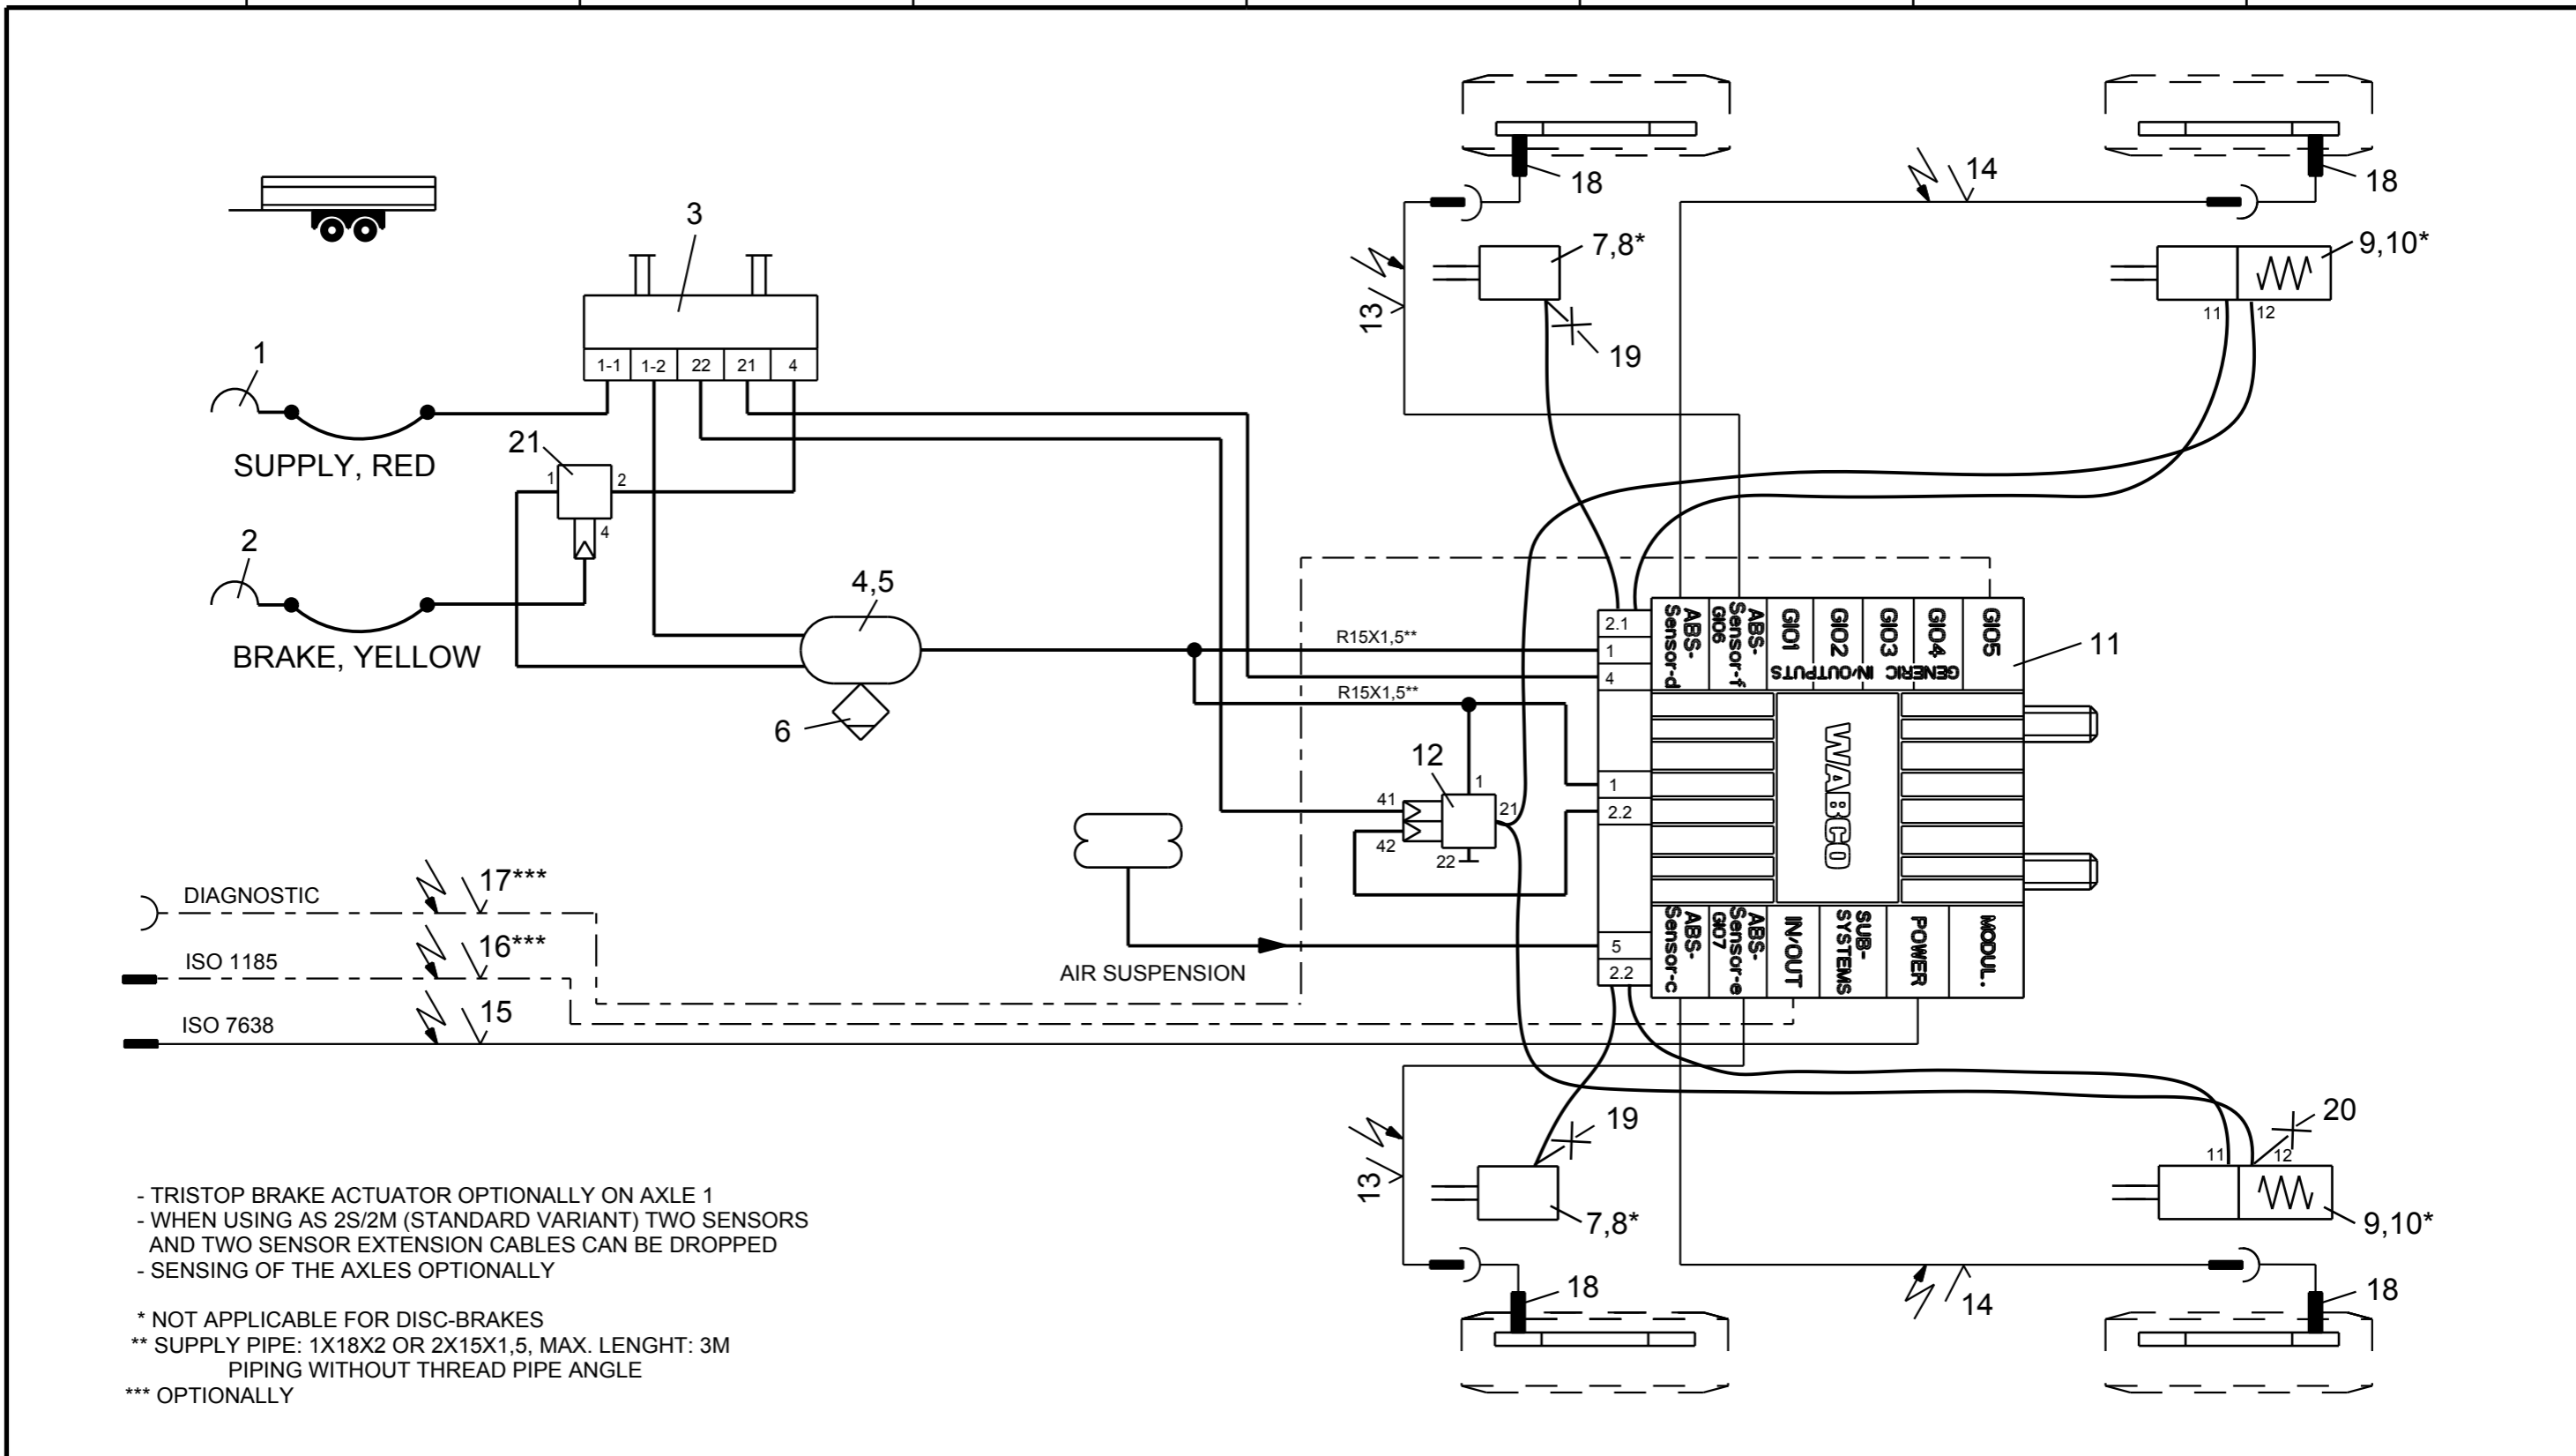 3
1-1 1-2 22 21 4
1
SUPPLY, RED
21
1 2
4
2
BRAKE, YELLOW
4,5
6
18
14
18
7,8*
9,10*
13
19
11 12
R15X1,5**
R15X1,5**
2.1
1
4
1
2.2
5
2.2
ABS-
Sensor-d
ABS-
Sensor-f
GIO6
GIO1
GIO2
GIO3
GIO4
GIO5
GENERIC IN/OUTPUTS
11
WABCO
ABS-
Sensor-c
ABS-
Sensor-e
GIO7
IN/OUT
SUB-
SYSTEMS
POWER
MODUL.
12
1
41
21
42
22
AIR SUSPENSION
DIAGNOSTIC
17***
ISO 1185
16***
ISO 7638
15
19
20
11 12
13
7,8*
9,10*
18
14
18
- TRISTOP BRAKE ACTUATOR OPTIONALLY ON AXLE 1
- WHEN USING AS 2S/2M (STANDARD VARIANT) TWO SENSORS
AND TWO SENSOR EXTENSION CABLES CAN BE DROPPED
- SENSING OF THE AXLES OPTIONALLY
* NOT APPLICABLE FOR DISC-BRAKES
** SUPPLY PIPE: 1X18X2 OR 2X15X1,5, MAX. LENGHT: 3M
PIPING WITHOUT THREAD PIPE ANGLE
*** OPTIONALLY